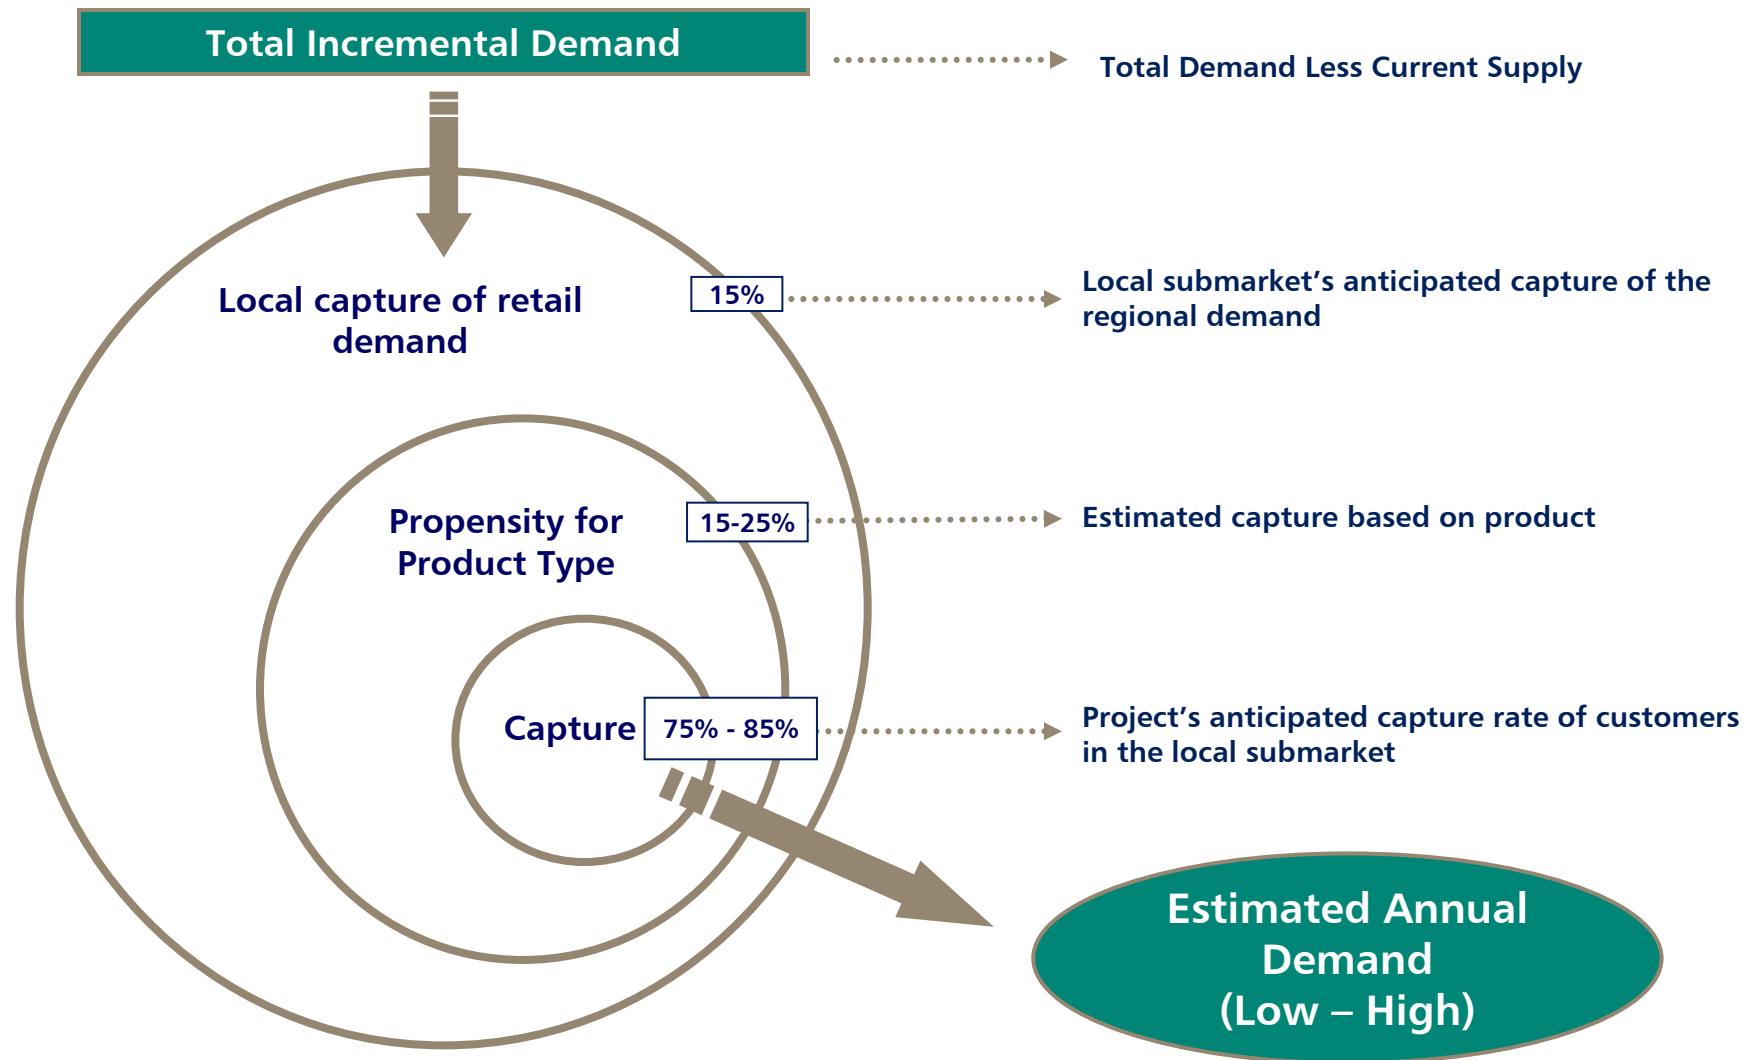 Total Incremental Demand
Total Demand Less Current Supply
Local capture of retail
demand
15%
Local submarket’s anticipated capture of the
regional demand
Propensity for
Product Type
15-25%
Estimated capture based on product
Capture
75% - 85%
Project’s anticipated capture rate of customers
in the local submarket
Estimated Annual
Demand
(Low – High)